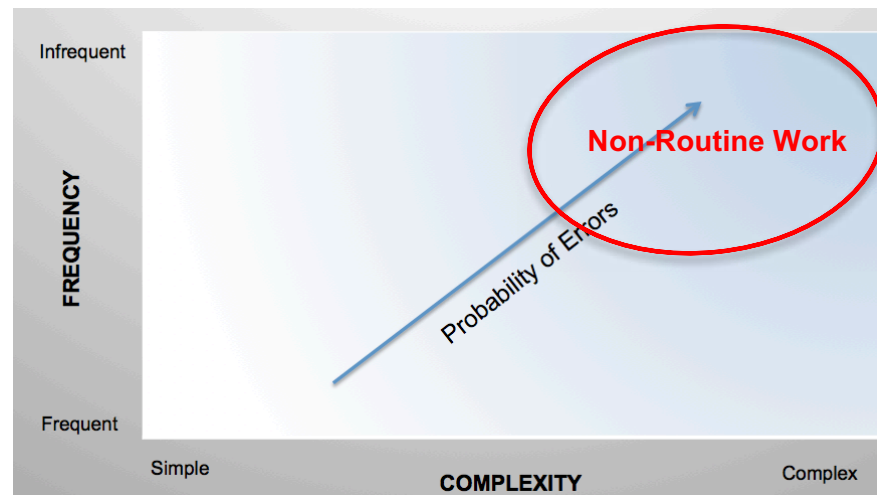 Infrequent
Non-Routine Work
FREQUENCY
Probability of Errors
Frequent
Simple
COMPLEXITY
Complex